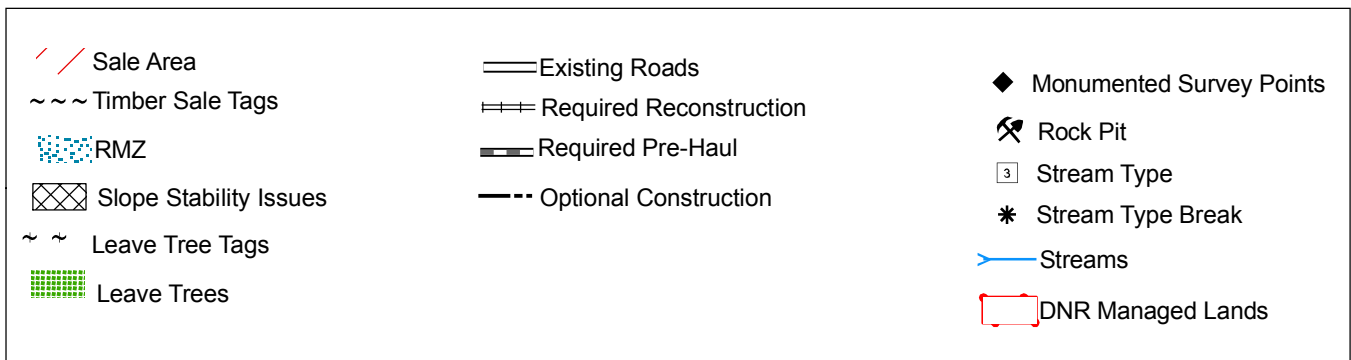 Sale Area
Timber Sale Tags
RMZ
Slope Stability Issues
Leave Tree Tags
Leave Trees
Existing Roads
Required Reconstruction
Required Pre-Haul
Optional Construction
Monumented Survey Points
Rock Pit
3 Stream Type
Stream Type Break
Streams
DNR Managed Lands